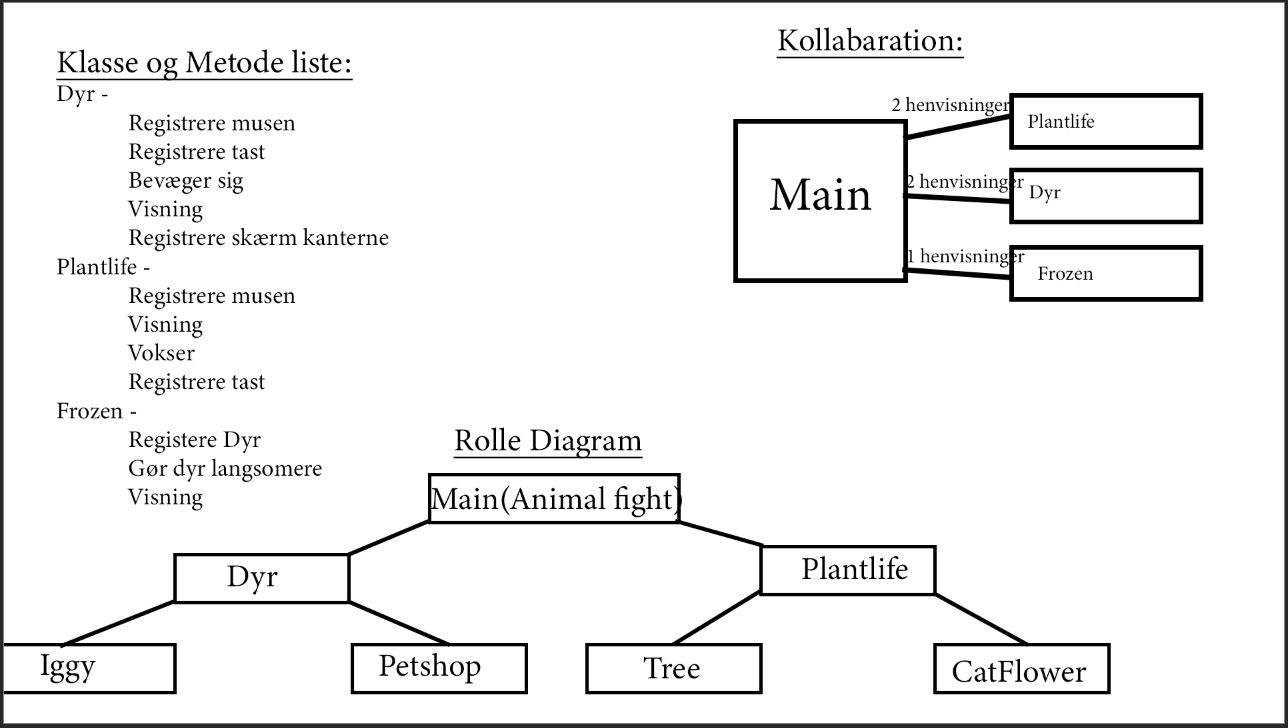 Klasse og Metode liste:
Dyr -
Registrere musen
Registrere tast
Bevæger sig
Visning
Registrere skærm kanterne
Plantlife -
Registrere musen
Visning
Vokser
Registrere tast
Frozen -
Registere Dyr
Gør dyr langsomere
Visning
Kollabaration:
Main
2 henvisninger
Plantlife
2 henvisninger
Dyr
1 henvisninger
Frozen
Rolle Diagram
Main(Animal fight)
Dyr
Plantlife
Iggy
Petshop
Tree
CatFlower